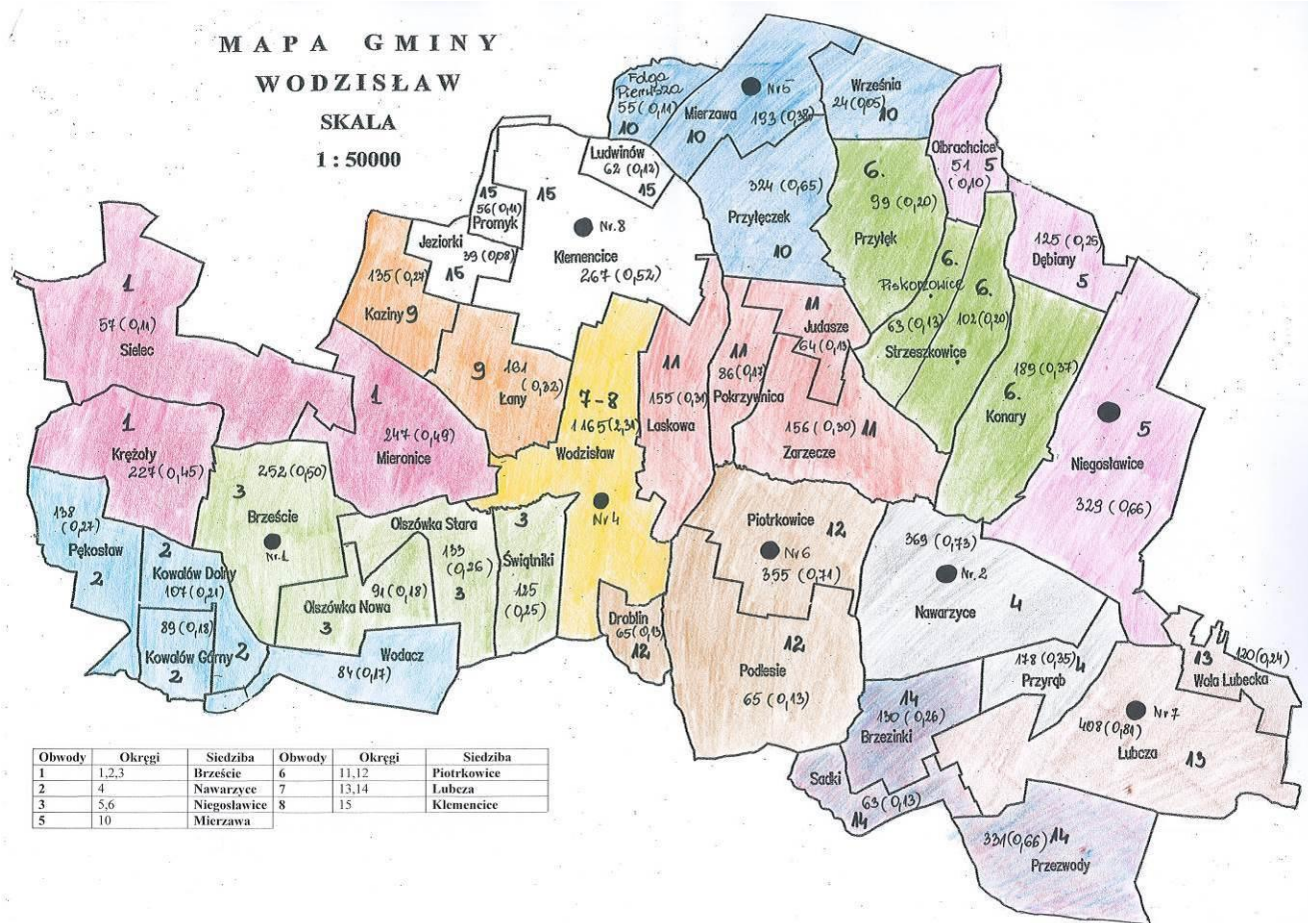 MAPA GMINY
WODZISŁAW
SKALA
1 : 50000
Folga
Pierwsza
55 (0,11)
10
Nr 5
Mierzawa
193 (0,38)
10
Września
24 (0,05)
10
Olbrachcice
51 5
(0,10)
Ludwinów
62 (0,12)
15
15
56 (0,11)
Promyk
15
Nr. 8
Klemencice
267 (0,52)
Jeziorki
39 (0,08)
15
324 (0,65)
Przyłęczek
10
6.
99 (0,20)
Przyłęk
125 (0,25)
Dębiany
5
1
57 (0,11)
Sielec
135 (0,27)
Kaziny 9
6.
Piskorzowice
63 (0,13)
6.
102 (0,20)
Strzeszkowice
11
Judasze
64 (0,13)
189 (0,37)
6.
Konary
5
Niegosławice
329 (0,66)
9
(0,32)
Łany
7-8
1165 (2,31)
Wodzisław
Nr 4
11
155 (0,31)
Laskowa
11
86 (0,17)
Pokrzywnica
156 (0,30) 11
Zarzecze
1
Krężoły
227 (0,45)
1
247 (0,49)
Mieronice
252 (0,50)
3
Brzeście
Nr. 1
138
(0,27)
Pękosław
2
2
Kowalów Dolny
107 (0,21)
89 (0,18)
Kowalów Górny
2
2
Olszówka Stara
133
(0,26)
3
91 (0,18)
Olszówka Nowa
3
3
Świątniki
125
(0,25)
Wodacz
84 (0,17)
Droblin
65 (0,13)
12
Piotrkowice
12
Nr 6
355 (0,71)
12
Podlesie
65 (0,13)
369 (0,73)
Nr. 2
Nawarzyce
4
178 (0,35) 4
Przyrąb
13
120 (0,24)
Wola Lubecka
Nr 7
408 (0,81)
Lubcza
13
14
130 (0,26)
Brzezinki
Sadki
63 (0,13)
14
331 (0,66) 14
Przezwody
Obwody Okręgi Siedziba Obwody Okręgi Siedziba
1 1,2,3 Brzeście 6 11,12 Piotrkowice
2 4 Nawarzyce 7 13,14 Lubcza
3 5,6 Niegosławice 8 15 Klemencice
5 10 Mierzawa